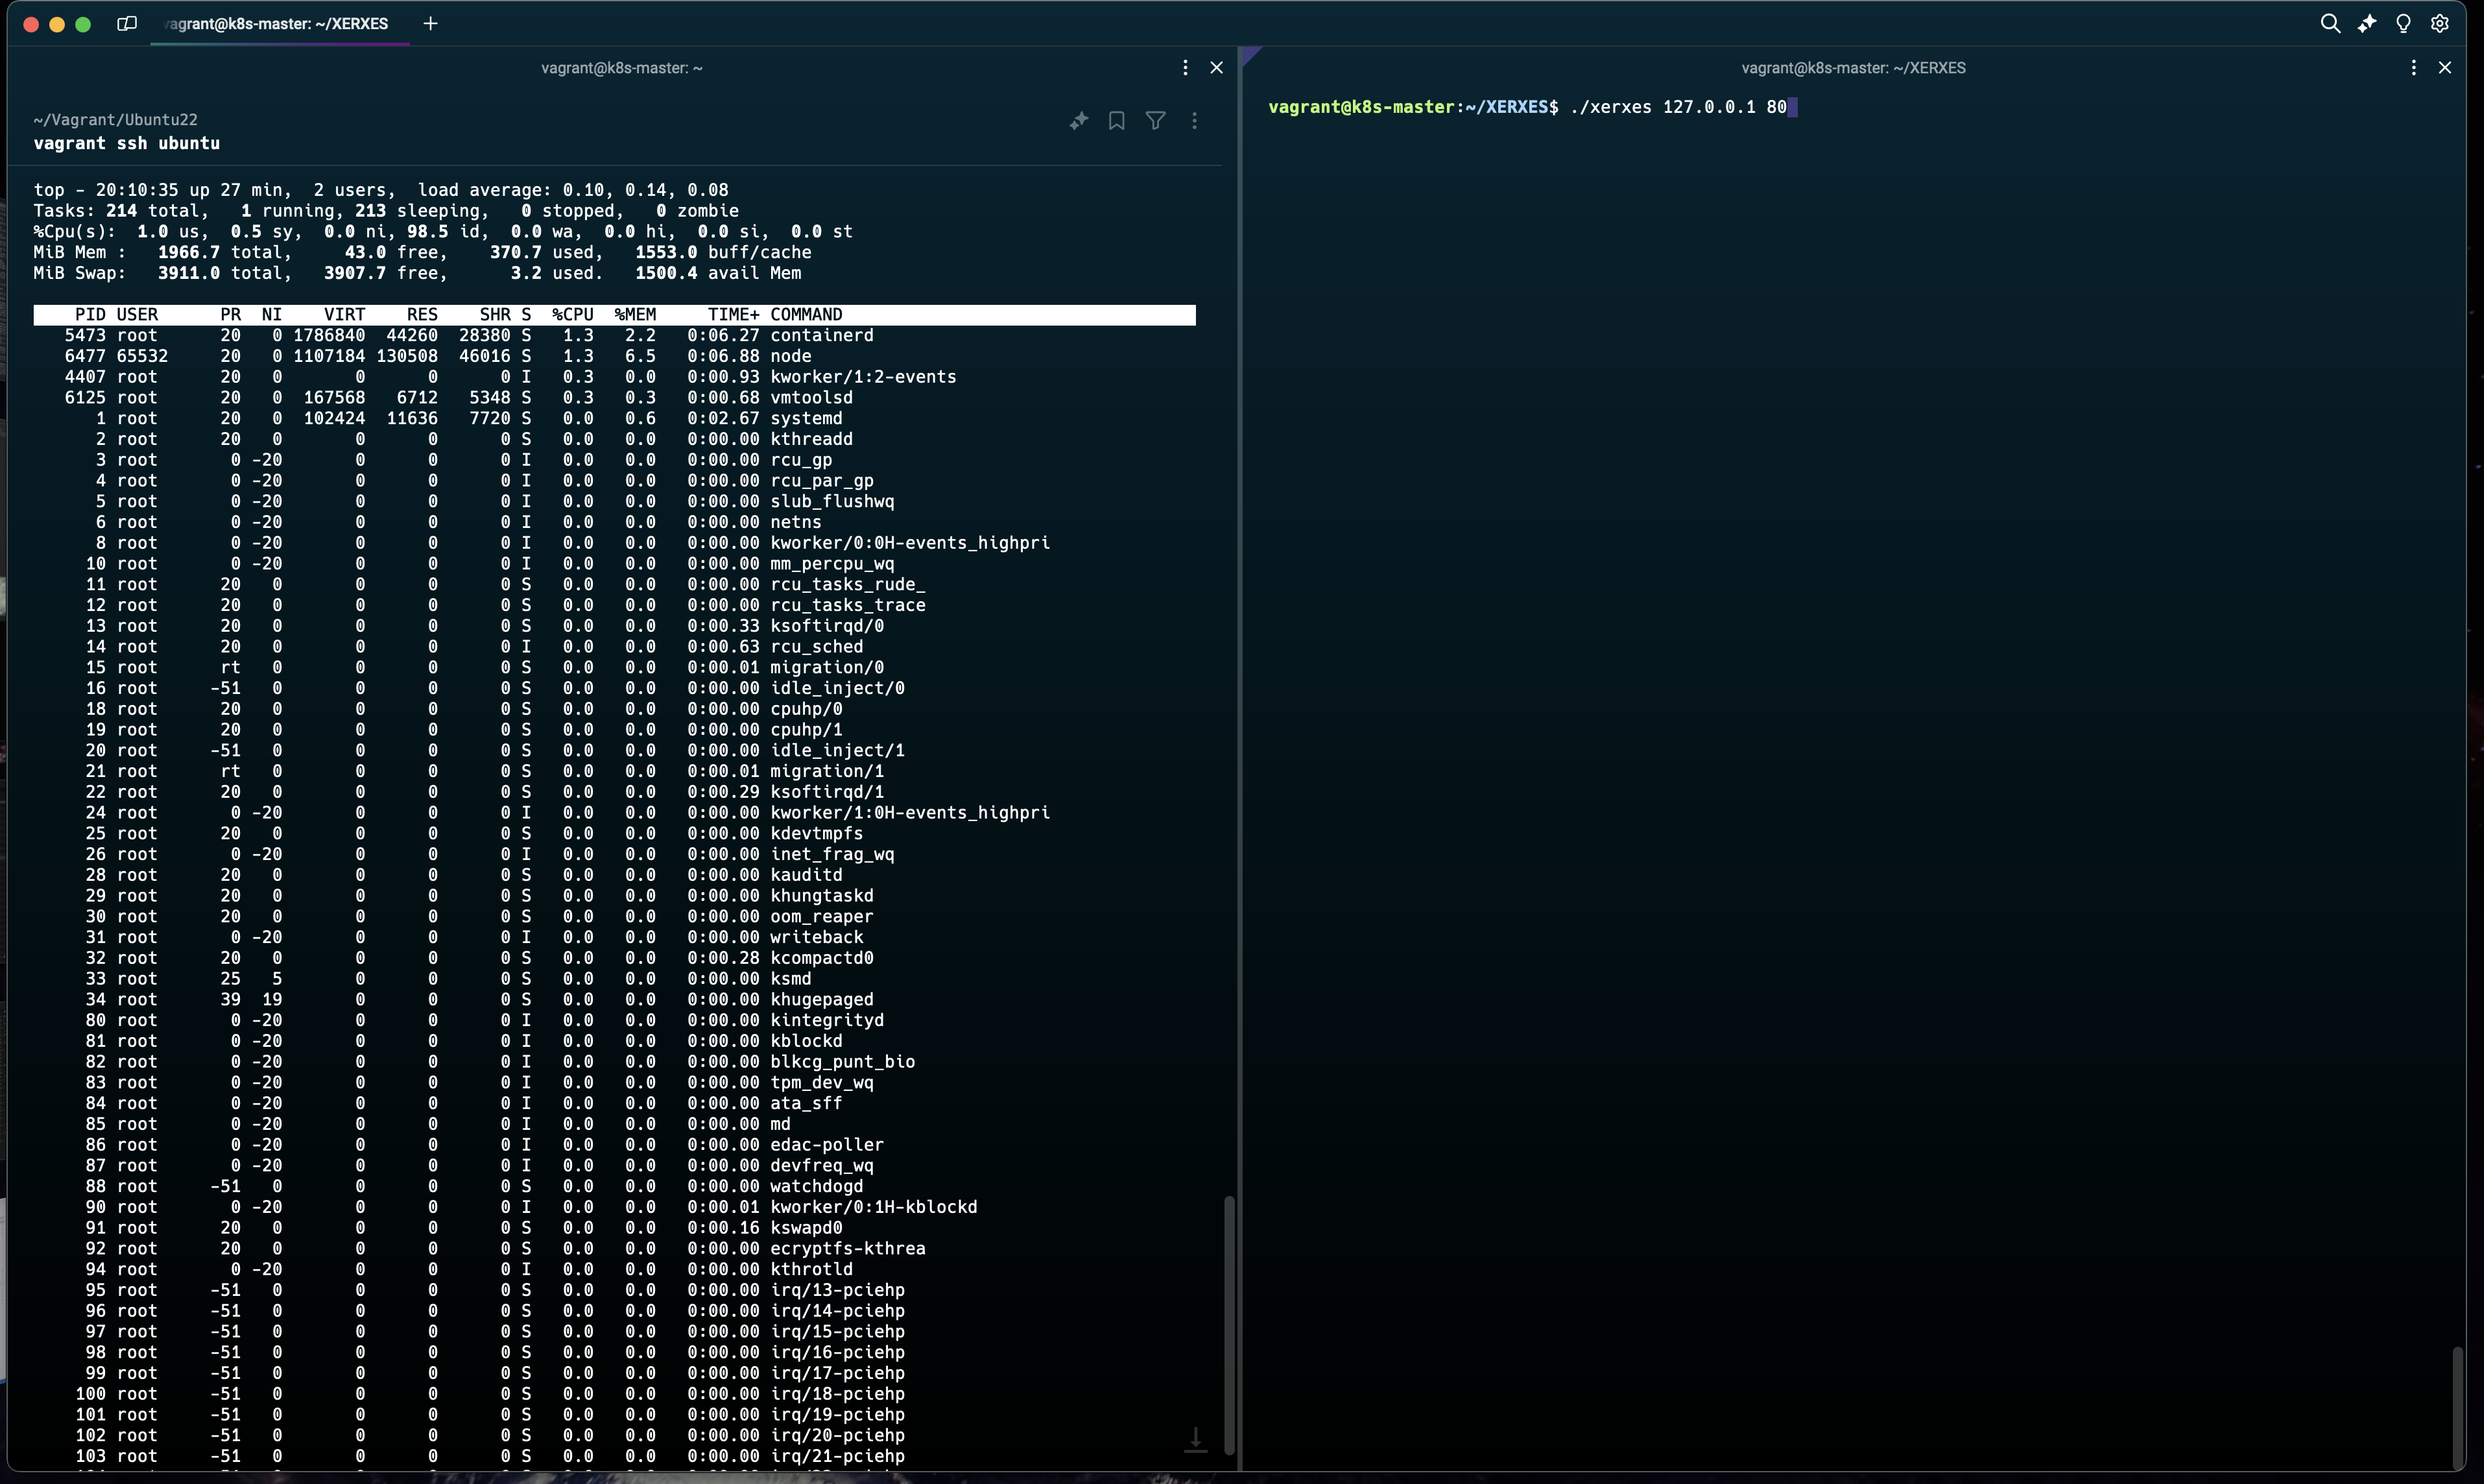 vagrant@k8s-master: ~/XERXES
vagrant@k8s-master: ~
~/Vagrant/Ubuntu22
vagrant ssh ubuntu
top - 20:10:35 up 27 min,  2 users,  load average: 0.10, 0.14, 0.08
Tasks: 214 total,   1 running, 213 sleeping,   0 stopped,   0 zombie
%Cpu(s):  1.0 us,  0.5 sy,  0.0 ni, 98.5 id,  0.0 wa,  0.0 hi,  0.0 si,  0.0 st
MiB Mem :   1966.7 total,     43.0 free,    370.7 used,   1553.0 buff/cache
MiB Swap:   3911.0 total,   3907.7 free,      3.2 used.   1500.4 avail Mem
PID USER PR NI VIRT RES SHR S %CPU %MEM TIME+ COMMAND
5473 root 20 0 1786840 44260 28380 S 1.3 2.2 0:06.27 containerd
6477 65532 20 0 1107184 130508 46016 S 1.3 6.5 0:06.88 node
4407 root 20 0 0 0 0 I 0.3 0.0 0:00.93 kworker/1:2-events
6125 root 20 0 167568 6712 5348 S 0.3 0.3 0:00.68 vmtoolsd
1 root 20 0 102424 11636 7720 S 0.0 0.6 0:02.67 systemd
2 root 20 0 0 0 0 S 0.0 0.0 0:00.00 kthreadd
3 root 0 -20 0 0 0 I 0.0 0.0 0:00.00 rcu_gp
4 root 0 -20 0 0 0 I 0.0 0.0 0:00.00 rcu_par_gp
5 root 0 -20 0 0 0 I 0.0 0.0 0:00.00 slub_flushwq
6 root 0 -20 0 0 0 I 0.0 0.0 0:00.00 netns
8 root 0 -20 0 0 0 I 0.0 0.0 0:00.00 kworker/0:0H-events_highpri
10 root 0 -20 0 0 0 I 0.0 0.0 0:00.00 mm_percpu_wq
11 root 20 0 0 0 0 S 0.0 0.0 0:00.00 rcu_tasks_rude_
12 root 20 0 0 0 0 S 0.0 0.0 0:00.00 rcu_tasks_trace
13 root 20 0 0 0 0 S 0.0 0.0 0:00.33 ksoftirqd/0
14 root 20 0 0 0 0 I 0.0 0.0 0:00.63 rcu_sched
15 root rt 0 0 0 0 S 0.0 0.0 0:00.01 migration/0
16 root -51 0 0 0 0 S 0.0 0.0 0:00.00 idle_inject/0
18 root 20 0 0 0 0 S 0.0 0.0 0:00.00 cpuhp/0
19 root 20 0 0 0 0 S 0.0 0.0 0:00.00 cpuhp/1
20 root -51 0 0 0 0 S 0.0 0.0 0:00.00 idle_inject/1
21 root rt 0 0 0 0 S 0.0 0.0 0:00.01 migration/1
22 root 20 0 0 0 0 S 0.0 0.0 0:00.29 ksoftirqd/1
24 root 0 -20 0 0 0 I 0.0 0.0 0:00.00 kworker/1:0H-events_highpri
25 root 20 0 0 0 0 S 0.0 0.0 0:00.00 kdevtmpfs
26 root 0 -20 0 0 0 I 0.0 0.0 0:00.00 inet_frag_wq
28 root 20 0 0 0 0 S 0.0 0.0 0:00.00 kauditd
29 root 20 0 0 0 0 S 0.0 0.0 0:00.00 khungtaskd
30 root 20 0 0 0 0 S 0.0 0.0 0:00.00 oom_reaper
31 root 0 -20 0 0 0 I 0.0 0.0 0:00.00 writeback
32 root 20 0 0 0 0 S 0.0 0.0 0:00.28 kcompactd0
33 root 25 5 0 0 0 S 0.0 0.0 0:00.00 ksmd
34 root 39 19 0 0 0 S 0.0 0.0 0:00.00 khugepaged
80 root 0 -20 0 0 0 I 0.0 0.0 0:00.00 kintegrityd
81 root 0 -20 0 0 0 I 0.0 0.0 0:00.00 kblockd
82 root 0 -20 0 0 0 I 0.0 0.0 0:00.00 blkcg_punt_bio
83 root 0 -20 0 0 0 I 0.0 0.0 0:00.00 tpm_dev_wq
84 root 0 -20 0 0 0 I 0.0 0.0 0:00.00 ata_sff
85 root 0 -20 0 0 0 I 0.0 0.0 0:00.00 md
86 root 0 -20 0 0 0 I 0.0 0.0 0:00.00 edac-poller
87 root 0 -20 0 0 0 I 0.0 0.0 0:00.00 devfreq_wq
88 root -51 0 0 0 0 S 0.0 0.0 0:00.00 watchdogd
90 root 0 -20 0 0 0 I 0.0 0.0 0:00.01 kworker/0:1H-kblockd
91 root 20 0 0 0 0 S 0.0 0.0 0:00.16 kswapd0
92 root 20 0 0 0 0 S 0.0 0.0 0:00.00 ecryptfs-kthrea
94 root 0 -20 0 0 0 I 0.0 0.0 0:00.00 kthrotld
95 root -51 0 0 0 0 S 0.0 0.0 0:00.00 irq/13-pciehp
96 root -51 0 0 0 0 S 0.0 0.0 0:00.00 irq/14-pciehp
97 root -51 0 0 0 0 S 0.0 0.0 0:00.00 irq/15-pciehp
98 root -51 0 0 0 0 S 0.0 0.0 0:00.00 irq/16-pciehp
99 root -51 0 0 0 0 S 0.0 0.0 0:00.00 irq/17-pciehp
100 root -51 0 0 0 0 S 0.0 0.0 0:00.00 irq/18-pciehp
101 root -51 0 0 0 0 S 0.0 0.0 0:00.00 irq/19-pciehp
102 root -51 0 0 0 0 S 0.0 0.0 0:00.00 irq/20-pciehp
103 root -51 0 0 0 0 S 0.0 0.0 0:00.00 irq/21-pciehp
vagrant@k8s-master: ~/XERXES
vagrant@k8s-master:~/XERXES$ ./xerxes 127.0.0.1 80